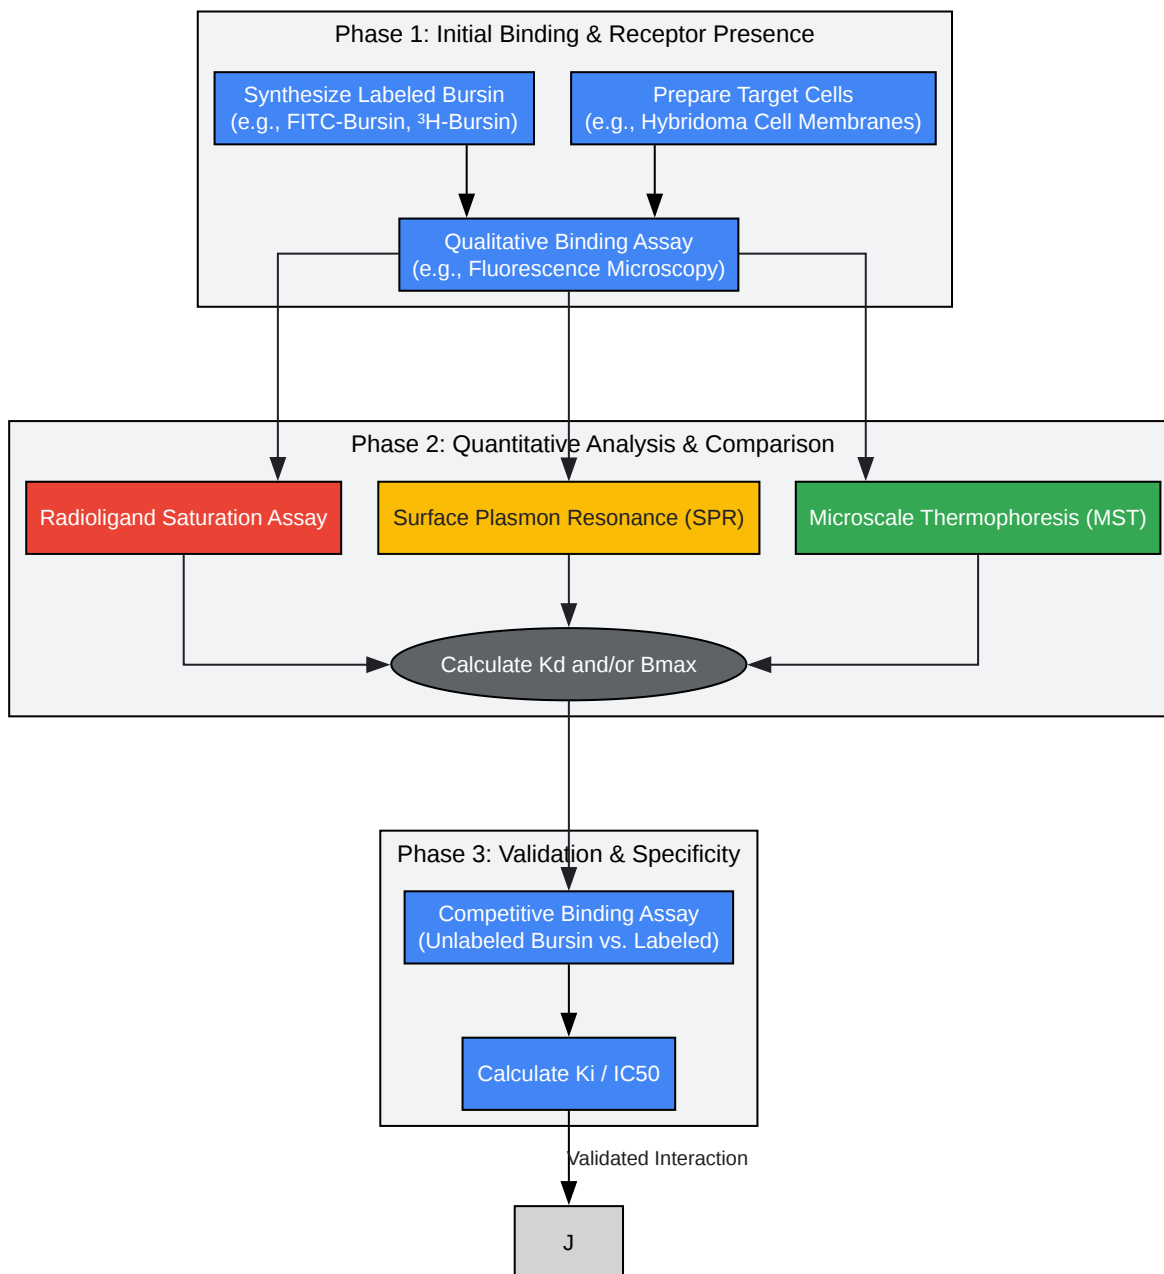 Phase 1: Initial Binding & Receptor Presence
Synthesize Labeled Bursin
(e.g., FITC-Bursin, ³H-Bursin)
Prepare Target Cells
(e.g., Hybridoma Cell Membranes)
Qualitative Binding Assay
(e.g., Fluorescence Microscopy)
Phase 2: Quantitative Analysis & Comparison
Radioligand Saturation Assay
Surface Plasmon Resonance (SPR)
Microscale Thermophoresis (MST)
Calculate Kd and/or Bmax
Phase 3: Validation & Specificity
Competitive Binding Assay
(Unlabeled Bursin vs. Labeled)
Calculate Ki / IC50
Validated Interaction
J